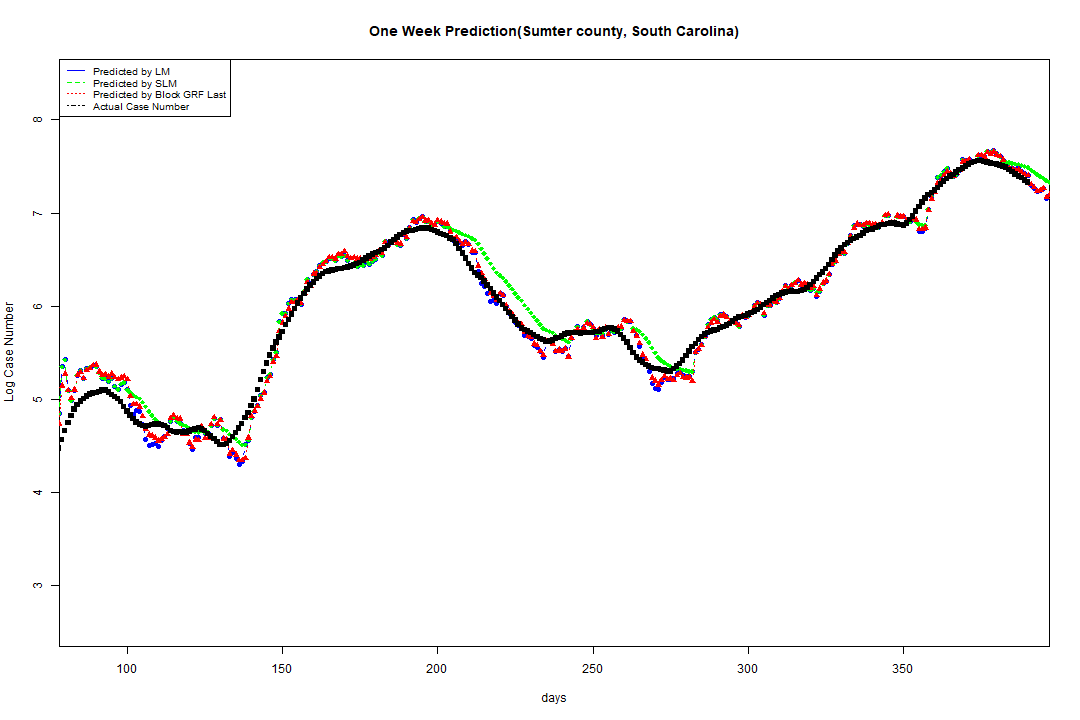 One Week Prediction(Sumter county, South Carolina)
Predicted by LM
Predicted by SLM
Predicted by Block GRF Last
Actual Case Number
Log Case Number
8
7
6
5
4
3
100 150 200 250 300 350
days